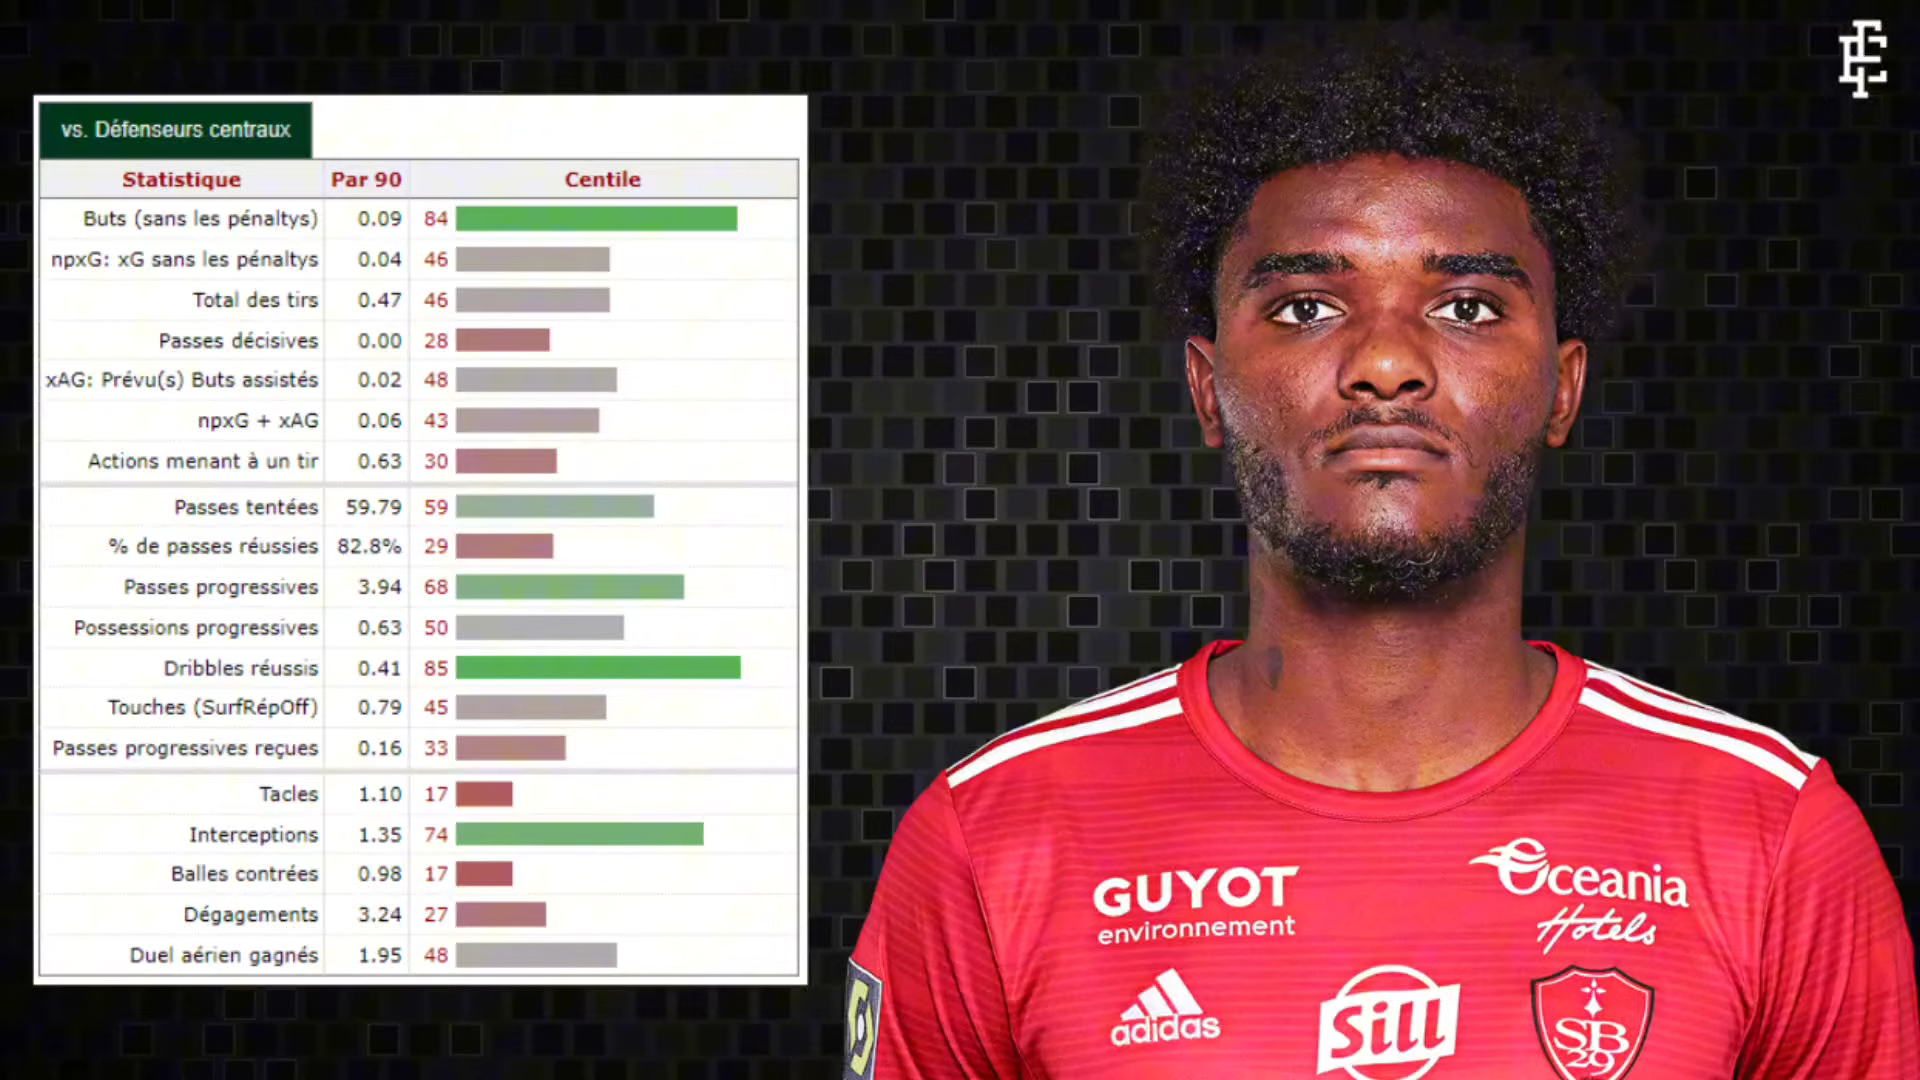 vs. Défenseurs centraux
Statistique Par 90 Centile
Buts (sans les pénaltys) 0.09 84
npxG: xG sans les pénaltys 0.04 46
Total des tirs 0.47 46
Passes décisives 0.00 28
xAG: Prévu(s) Buts assistés 0.02 48
npxG + xAG 0.06 43
Actions menant à un tir 0.63 30
Passes tentées 59.79 59
% de passes réussies 82.8% 29
Passes progressives 3.94 68
Possessions progressives 0.63 50
Dribbles réussis 0.41 85
Touches (SurfRépOff) 0.79 45
Passes progressives reçues 0.16 33
Tacles 1.10 17
Interceptions 1.35 74
Balles contrées 0.98 17
Dégagements 3.24 27
Duel aérien gagnés 1.95 48
GUYOT
environnement
Oceania
Hotels
adidas
Sill
SB
29